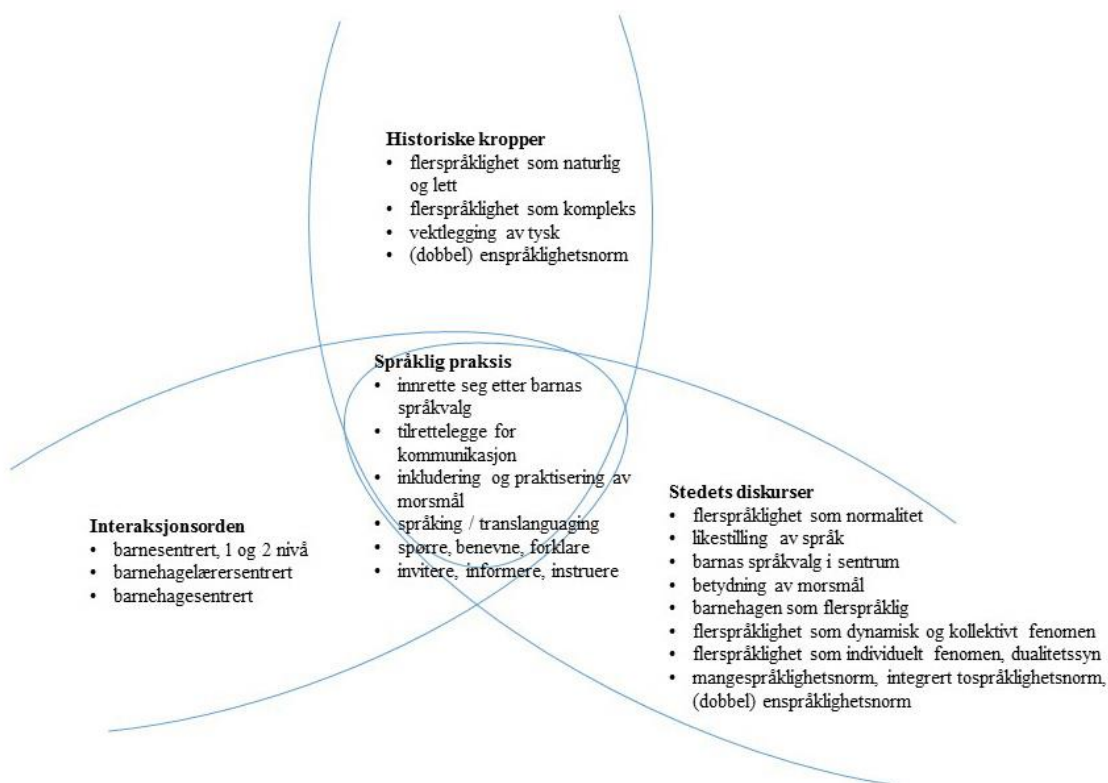 Historiske kropper
• flerspråklighet som naturlig
og lett
• flerspråklighet som kompleks
• vektlegging av tysk
• (dobbel) enspråklighetsnorm
Språklig praksis
• innrette seg etter barnas
språkvalg
• tilrettelegge for
kommunikasjon
• inkludering og praktisering av
morsmål
• språking / translanguaging
• spørre, benevne, forklare
• invitere, informere, instruere
Interaksjonsorden
• barnesentrert, 1 og 2 nivå
• barnehagelærersentrert
• barnehagesentrert
Stedets diskurser
• flerspråklighet som normalitet
• likestilling av språk
• barnas språkvalg i sentrum
• betydning av morsmål
• barnehagen som flerspråklig
• flerspråklighet som dynamisk og kollektivt fenomen
• flerspråklighet som individuelt fenomen, dualitetssyn
• mangespråklighetsnorm, integrert tospråklighetsnorm,
(dobbel) enspråklighetsnorm